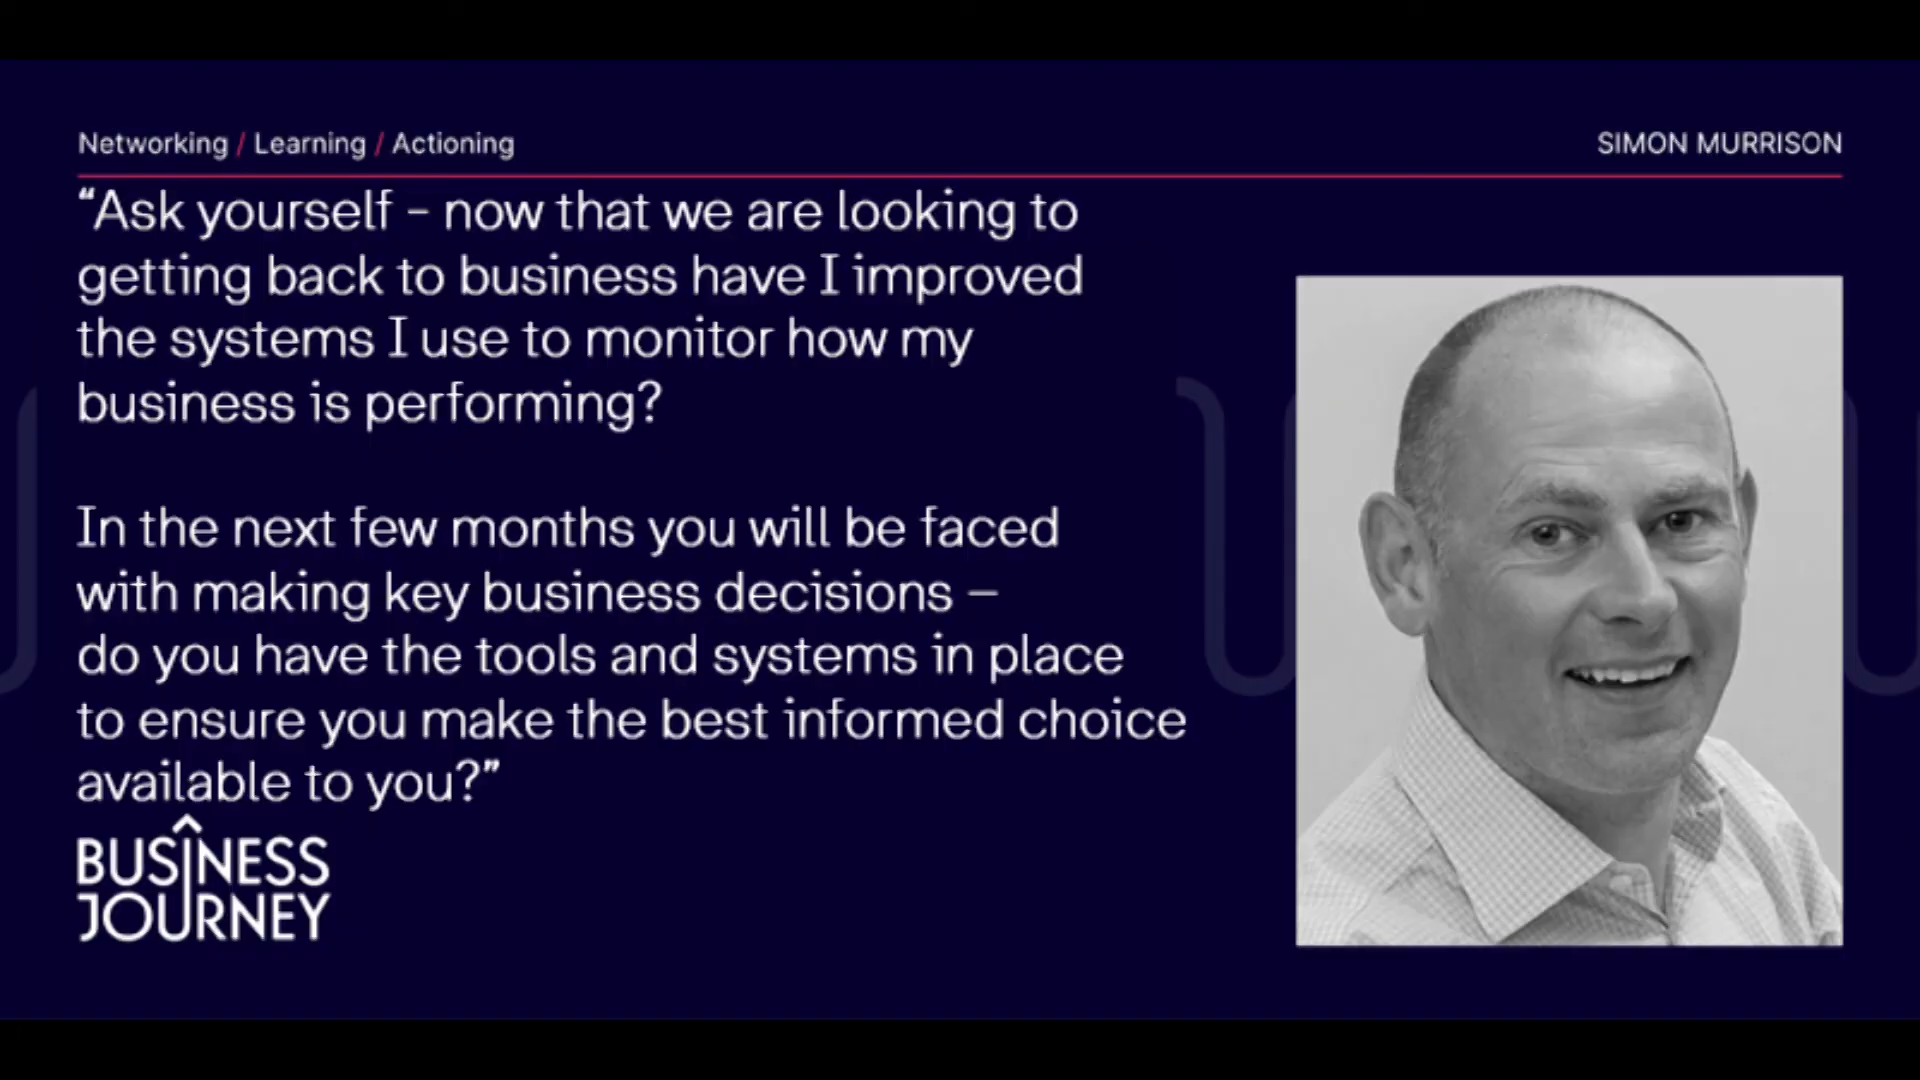 Networking / Learning / Actioning
SIMON MURRISON
“Ask yourself - now that we are looking to
getting back to business have I improved
the systems I use to monitor how my
business is performing?
In the next few months you will be faced
with making key business decisions –
do you have the tools and systems in place
to ensure you make the best informed choice
available to you?”
BUSINESS
JOURNEY